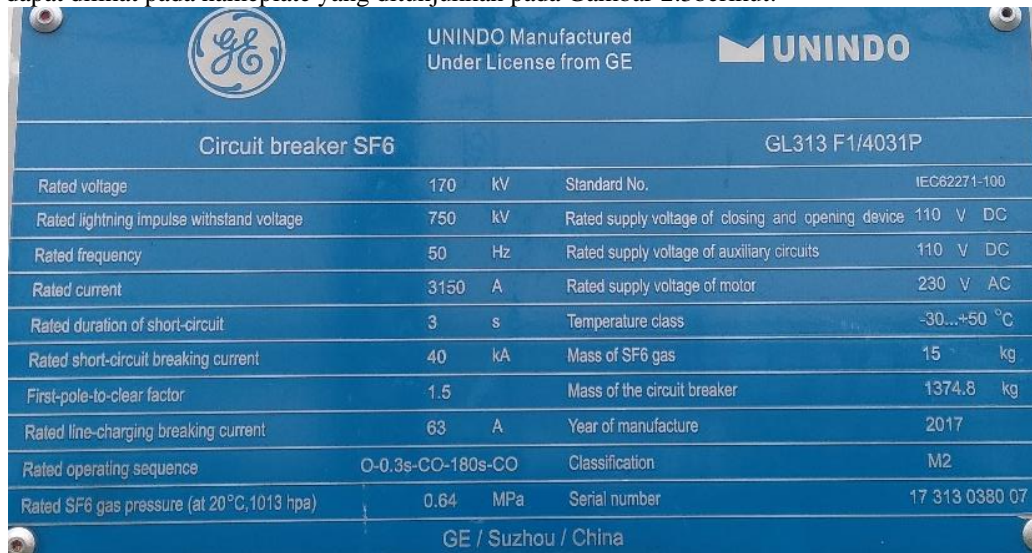 GE
UNINDO Manufactured
Under License from GE
UNINDO
Circuit breaker SF6 GL313 F1/4031P
Rated voltage 170 kV Standard No. IEC62271-100
Rated lightning impulse withstand voltage 750 kV Rated supply voltage of closing and opening device 110 V DC
Rated frequency 50 Hz Rated supply voltage of auxiliary circuits 110 V DC
Rated current 3150 A Rated supply voltage of motor 230 V AC
Rated duration of short-circuit 3 s Temperature class -30...+50 °C
Rated short-circuit breaking current 40 kA Mass of SF6 gas 15 kg
First-pole-to-clear factor 1.5 Mass of the circuit breaker 1374.8 kg
Rated line-charging breaking current 63 A Year of manufacture 2017
Rated operating sequence O-0.3s-CO-180s-CO Classification M2
Rated SF6 gas pressure (at 20°C,1013 hpa) 0.64 MPa Serial number 17 313 0380 07
GE / Suzhou / China